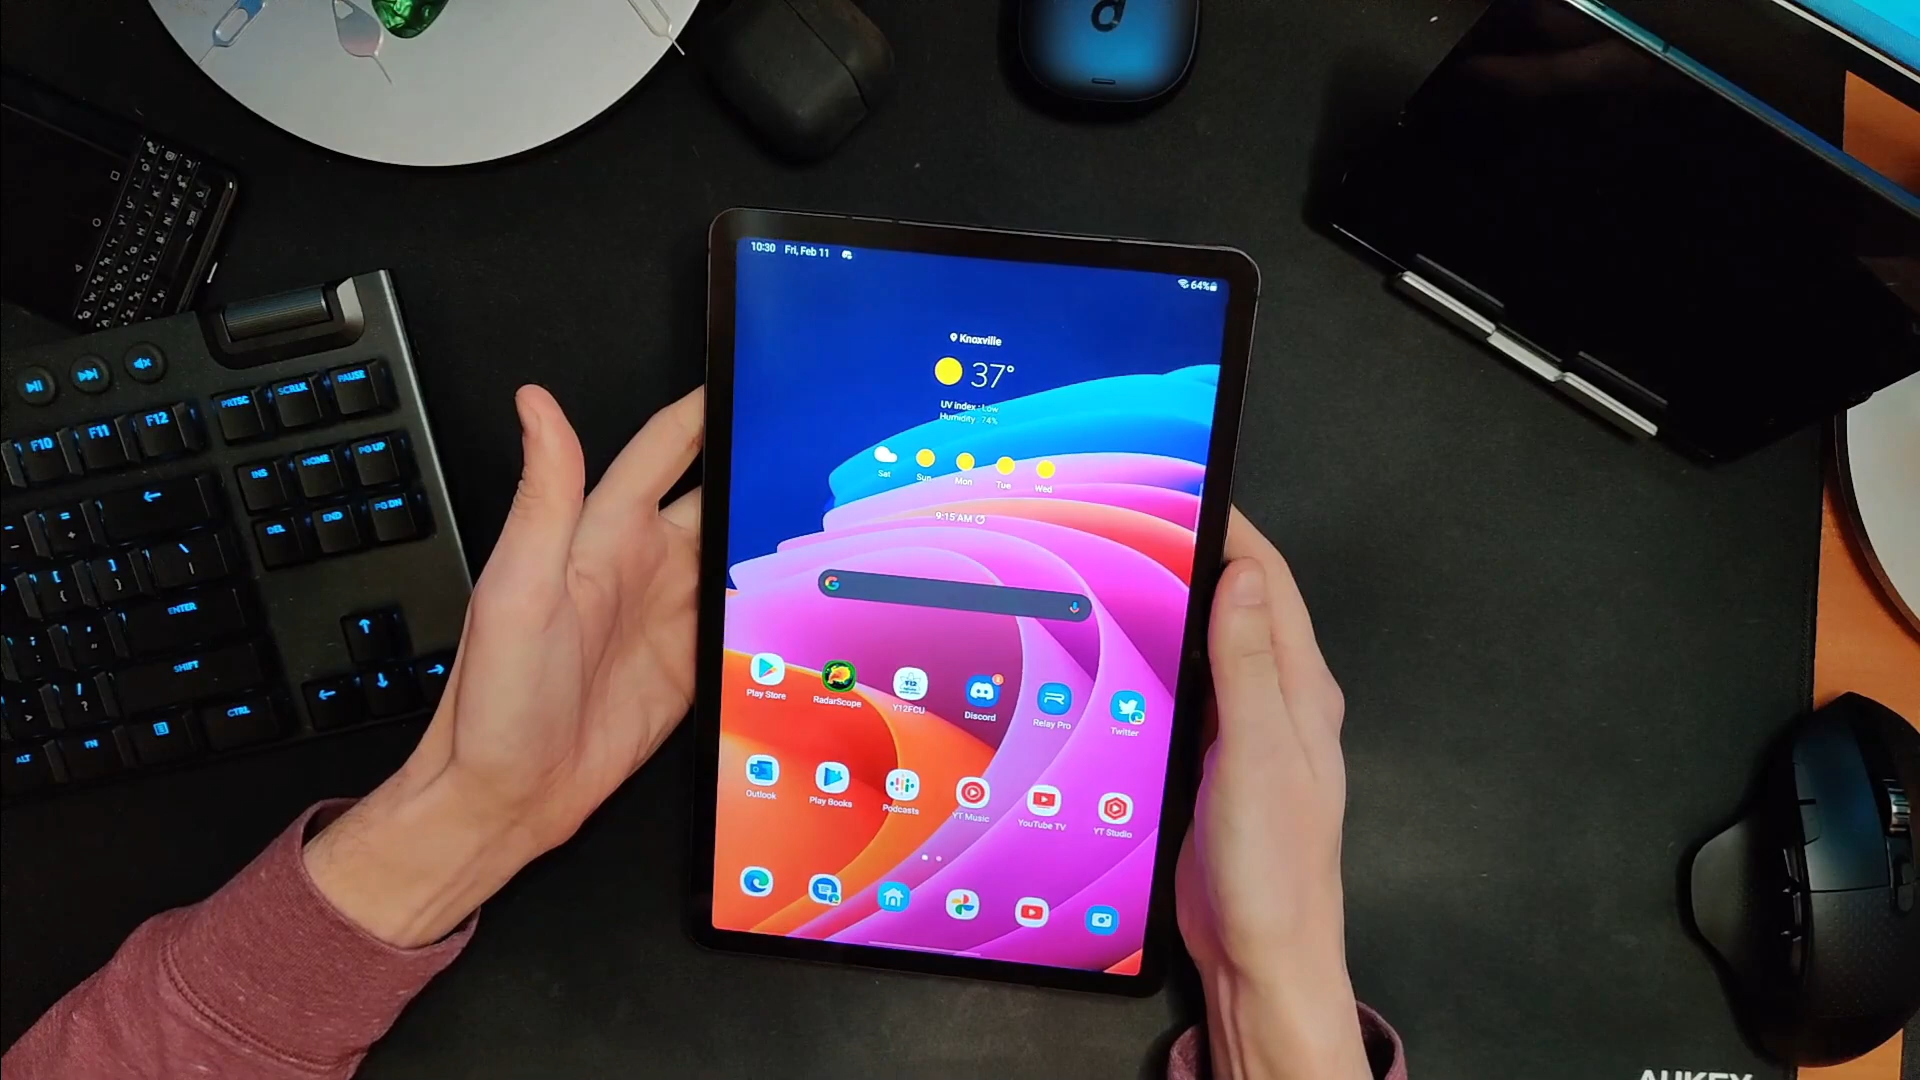 10:30 Fri, Feb 11
64%
Knoxville
37°
UV index : Low
Humidity : 74%
Sat Sun Mon Tue Wed
9:15 AM
Play Store RadarScope Y12FCU Discord Relay Pro Twitter
Outlook Play Books Podcasts YT Music YouTube TV YT Studio
F10 F11 F12 PRTSC SCRLK PAUSE
INS HOME PG UP
DEL END PG DN
ENTER
SHIFT
ALT FN CTRL
AUKEY